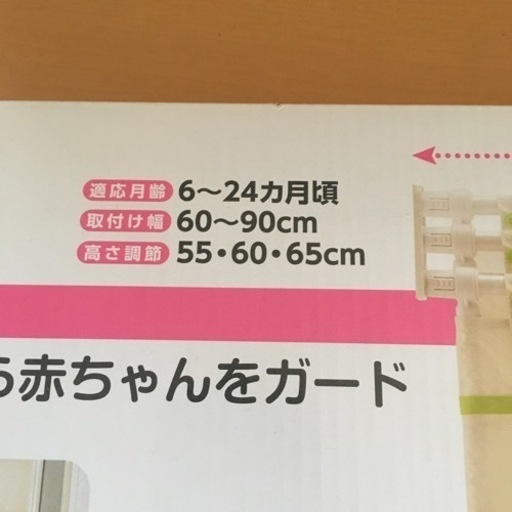 適応月齢 6〜24カ月頃
取付け幅 60〜90cm
高さ調節 55・60・65cm
赤ちゃんをガード